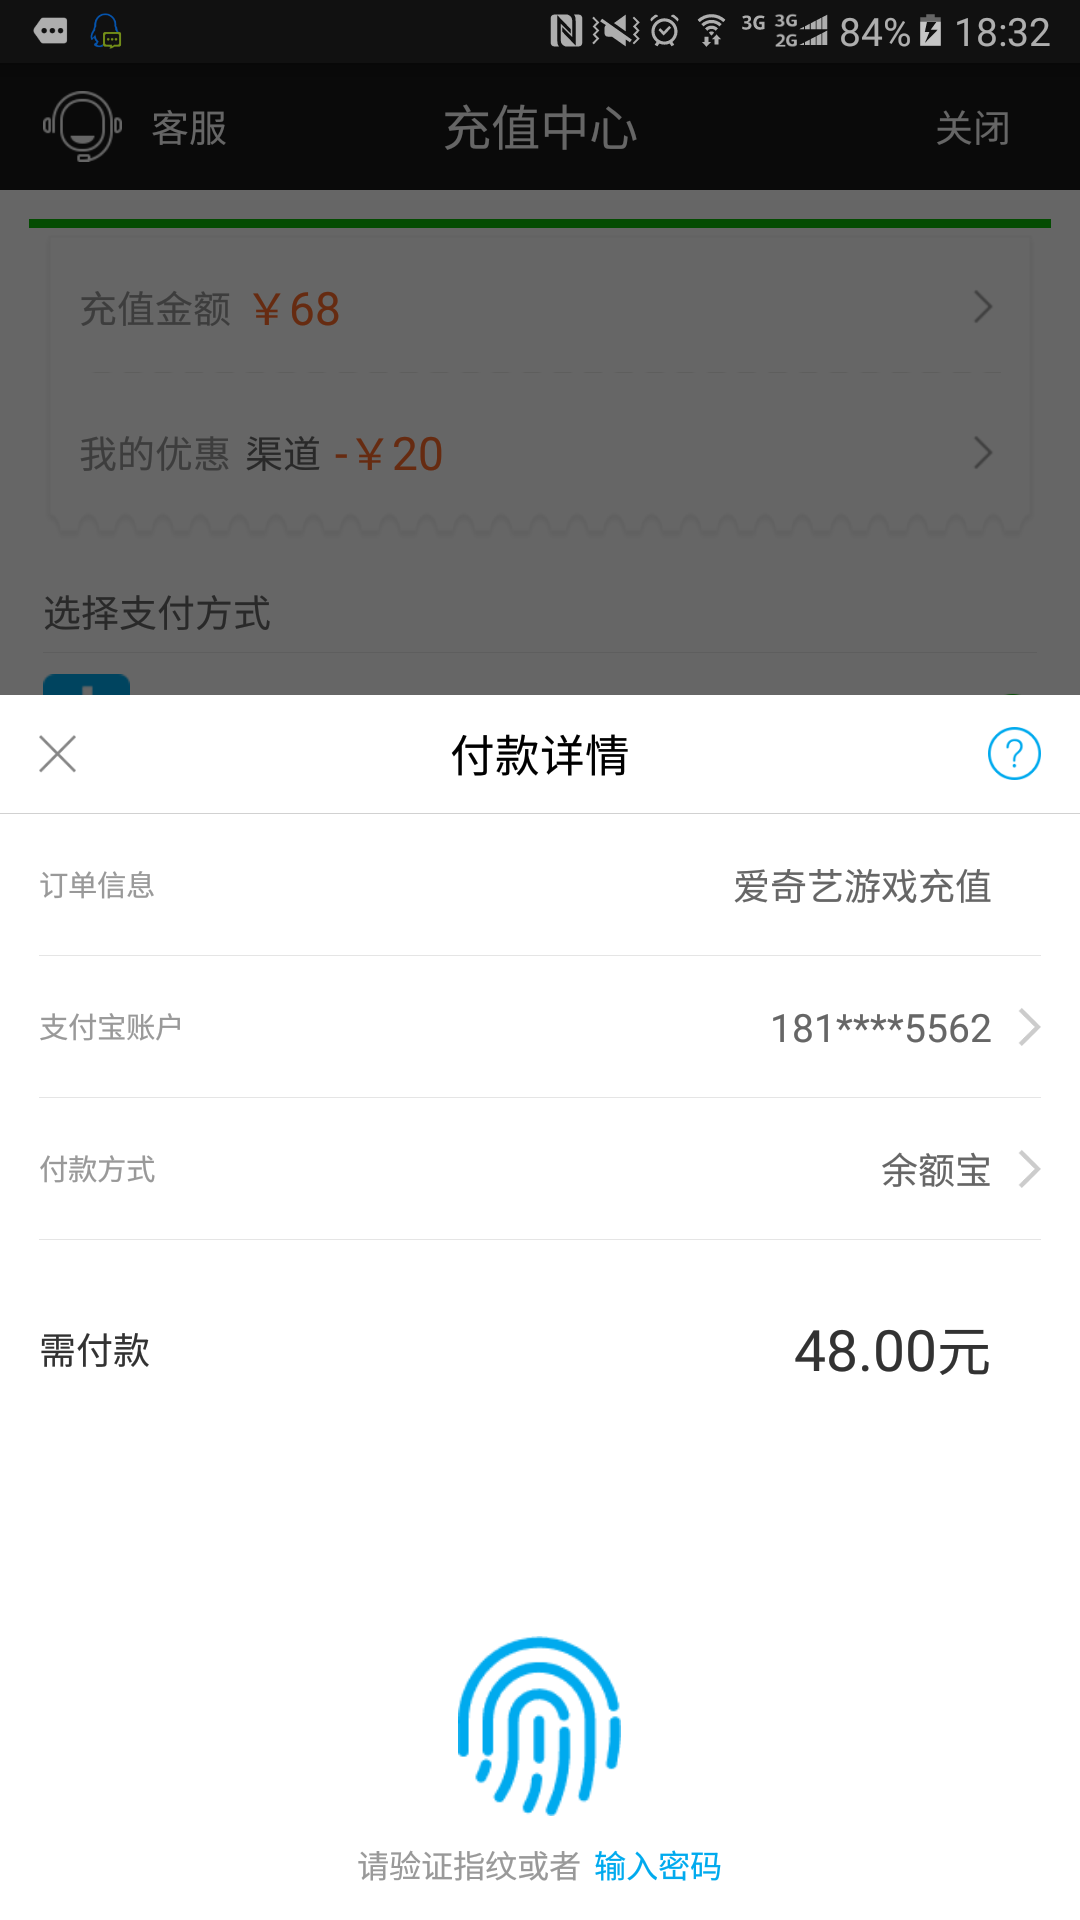 3G 3G 2G 84% 18:32
客服 充值中心 关闭
充值金额 ￥68
我的优惠 渠道 -￥20
选择支付方式
付款详情 ?
订单信息 爱奇艺游戏充值
支付宝账户 181****5562
付款方式 余额宝
需付款 48.00元
请验证指纹或者 输入密码